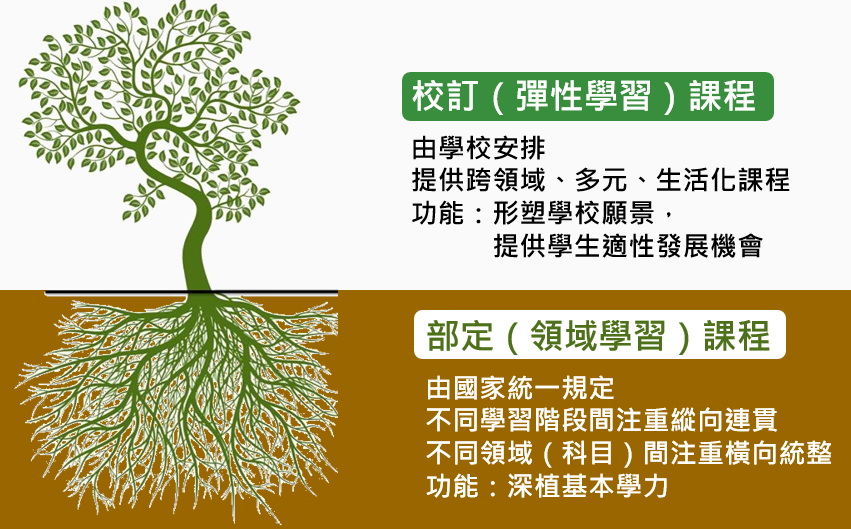 校訂（彈性學習）課程
由學校安排
提供跨領域、多元、生活化課程
功能：形塑學校願景，
提供學生適性發展機會
部定（領域學習）課程
由國家統一規定
不同學習階段間注重縱向連貫
不同領域（科目）間注重橫向統整
功能：深植基本學力